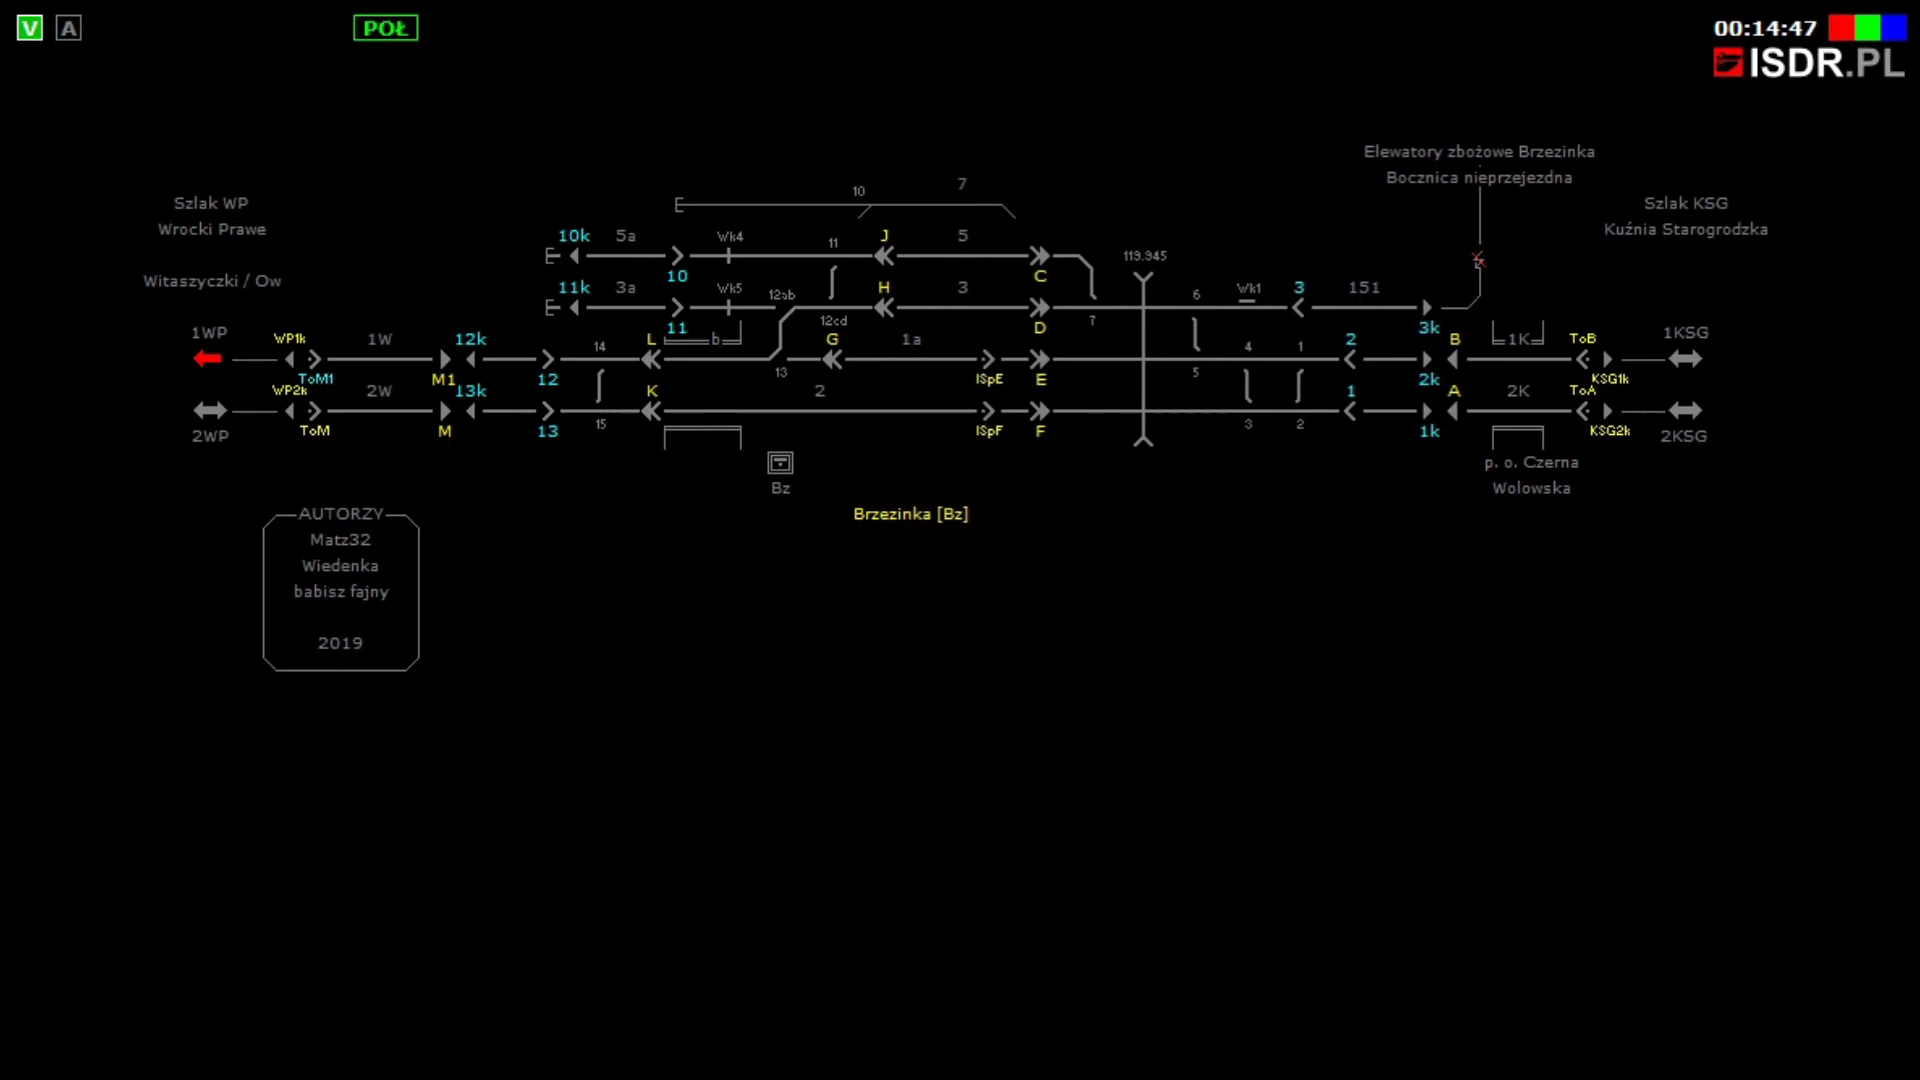 V A POŁ 00:14:47
ISDR.PL
Elewatory zbożowe Brzezinka
Bocznica nieprzejezdna
Szlak WP
Wrocki Prawe
Szlak KSG
Kuźnia Starogrodzka
10 7
10k 5a Wk4 11 J 5 119.945
10 C
Witaszyczki / Ow
11k 3a Wk5 12ab H 3 6 Wk1 3 151
11 12cd D 7 3k
1WP WP1k 1W 12k 14 L b G 1a 4 1 2 B 1K ToB 1KSG
ToM1 M1 12 13 ISpE E 5 2k KSG1k
WP2k 2W 13k K 2 1 A 2K ToA
2WP ToM M 13 15 ISpF F 3 2 1k KSG2k 2KSG
p. o. Czerna
Wolowska
Bz
Brzezinka [Bz]
AUTORZY
Matz32
Wiedenka
babisz fajny
2019